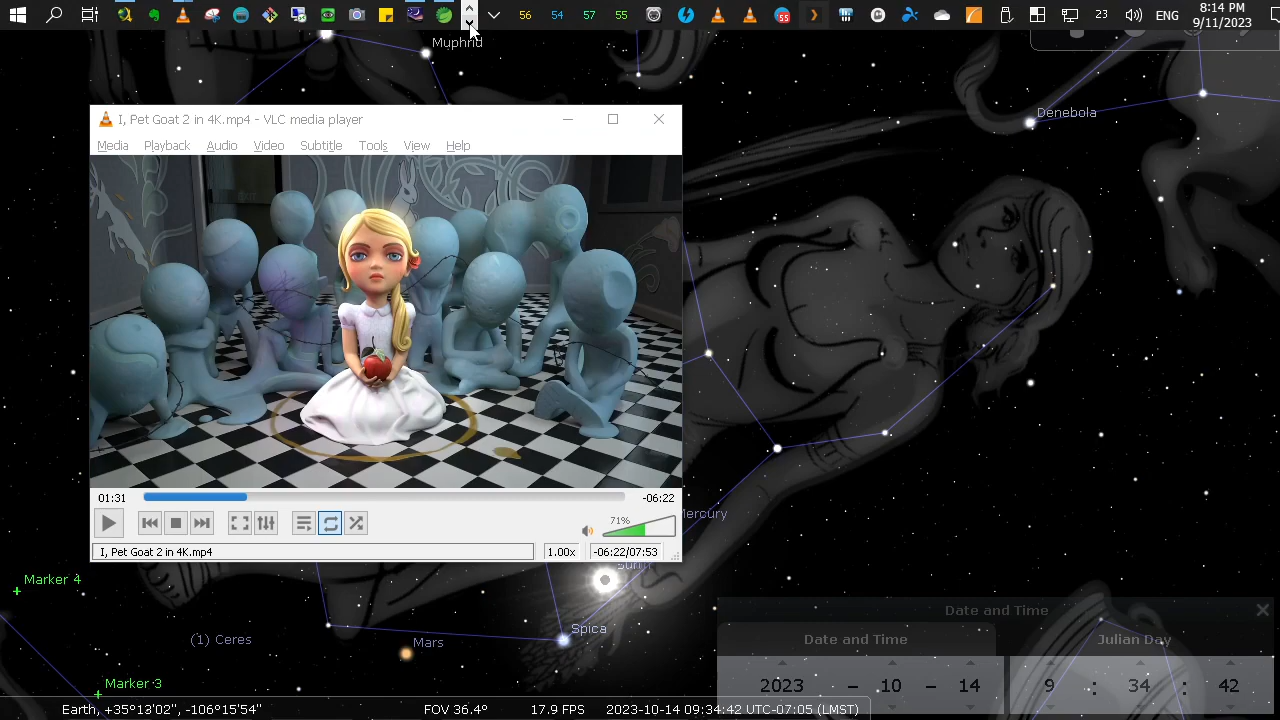 56 54 57 55 55 23 ENG 8:14 PM
9/11/2023
Muphrid
Denebola
I, Pet Goat 2 in 4K.mp4 - VLC media player
Media Playback Audio Video Subtitle Tools View Help
01:31 -06:22
71%
I, Pet Goat 2 in 4K.mp4 1.00x -06:22/07:53
Mercury
Sun
Marker 4
(1) Ceres
Mars
Spica
Marker 3
Date and Time
Date and Time Julian Day
2023 - 10 - 14 9 : 34 : 42
Earth, +35°13'02", -106°15'54" FOV 36.4° 17.9 FPS 2023-10-14 09:34:42 UTC-07:05 (LMST)